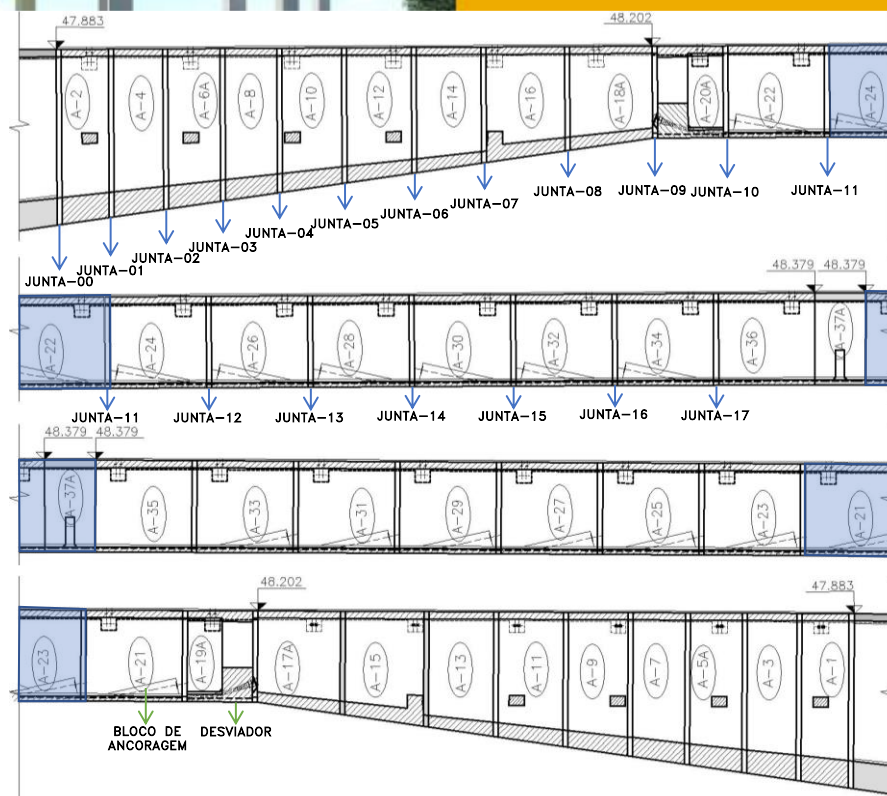 47.883
48.202
A-2
A-4
A-6A
A-8
A-10
A-12
A-14
A-16
A-18A
A-20A
A-22
A-24
JUNTA-00
JUNTA-01
JUNTA-02
JUNTA-03
JUNTA-04
JUNTA-05
JUNTA-06
JUNTA-07
JUNTA-08
JUNTA-09
JUNTA-10
JUNTA-11
48.379
48.379
A-22
A-24
A-26
A-28
A-30
A-32
A-34
A-36
A-37A
JUNTA-11
JUNTA-12
JUNTA-13
JUNTA-14
JUNTA-15
JUNTA-16
JUNTA-17
48.379
48.379
A-37A
A-35
A-33
A-31
A-29
A-27
A-25
A-23
A-21
48.202
47.883
A-23
A-21
A-19A
A-17A
A-15
A-13
A-11
A-9
A-7
A-5A
A-3
A-1
BLOCO DE
ANCORAGEM
DESVIADOR